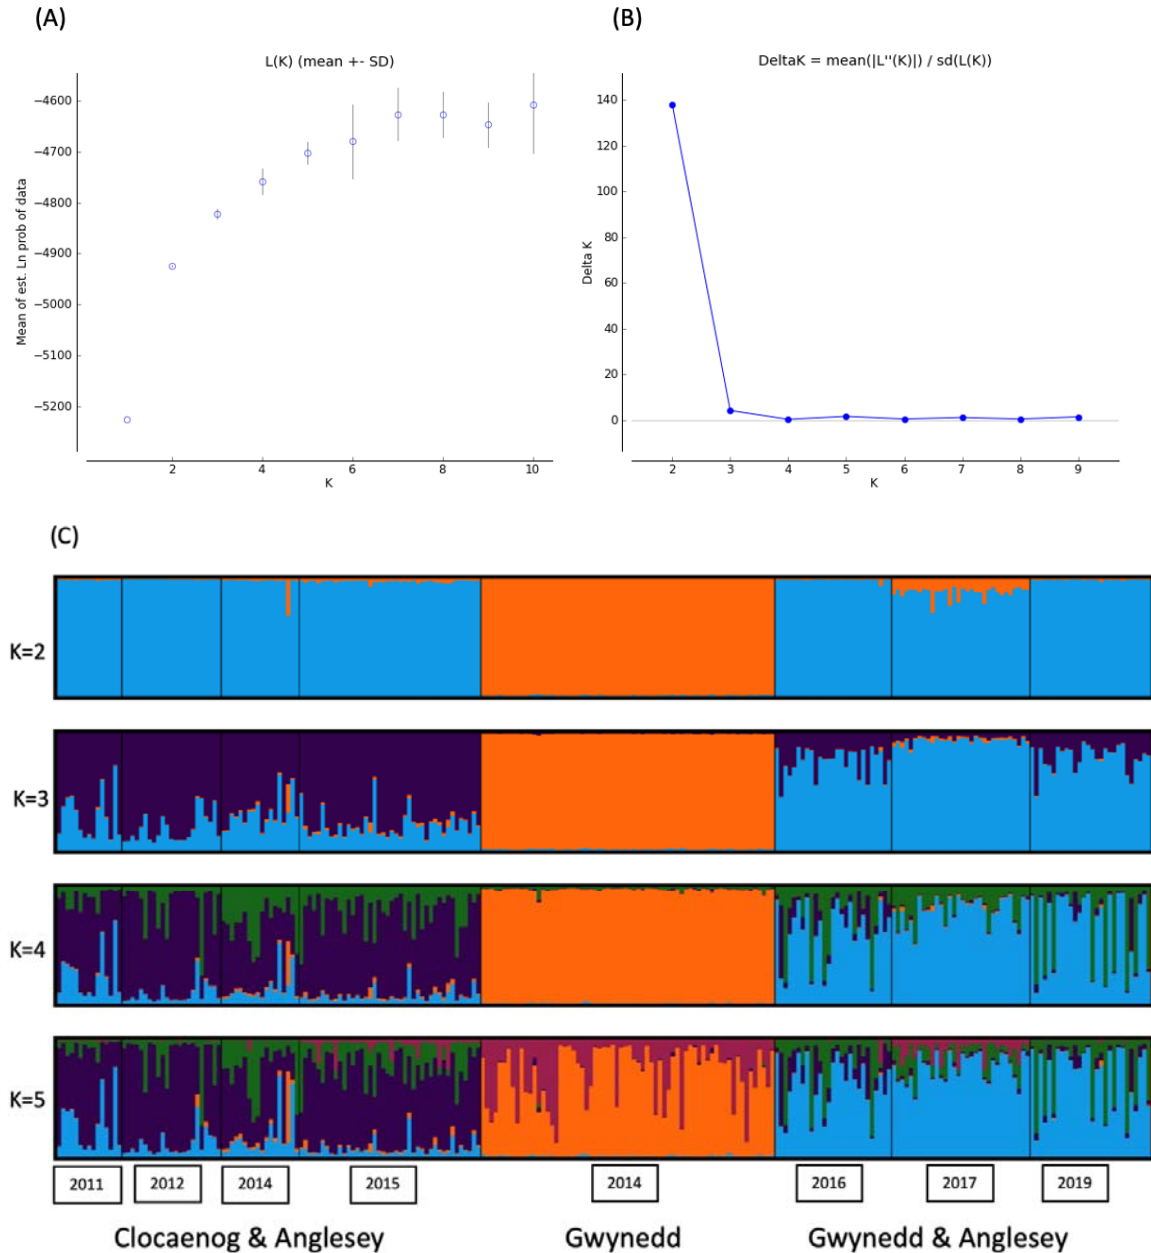 (A)
L(K) (mean +- SD)
Mean of est. Ln prob of data
−4600
−4700
−4800
−4900
−5000
−5100
−5200
2
4
6
8
10
K
(B)
DeltaK = mean(|L''(K)|) / sd(L(K))
Delta K
140
120
100
80
60
40
20
0
2
3
4
5
6
7
8
9
K
(C)
K=2
K=3
K=4
K=5
2011
2012
2014
2015
2014
2016
2017
2019
Clocaenog & Anglesey
Gwynedd
Gwynedd & Anglesey